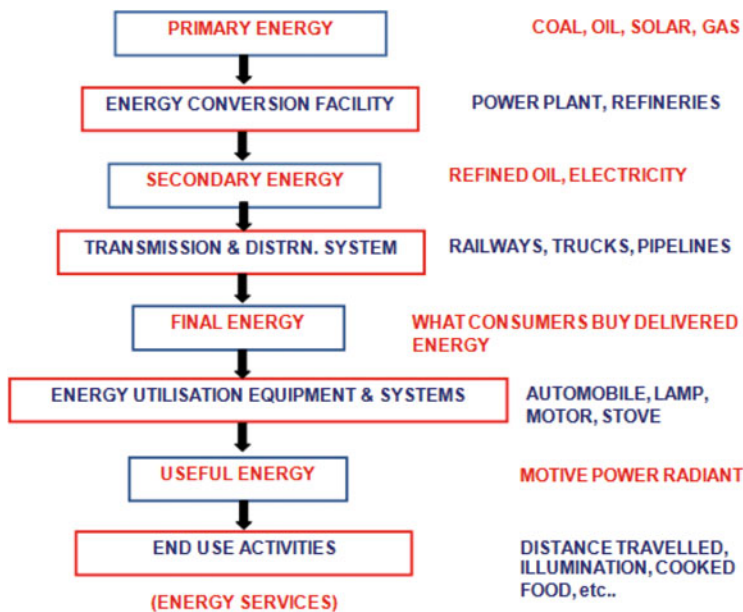 PRIMARY ENERGY
COAL, OIL, SOLAR, GAS
ENERGY CONVERSION FACILITY
POWER PLANT, REFINERIES
SECONDARY ENERGY
REFINED OIL, ELECTRICITY
TRANSMISSION & DISTRN. SYSTEM
RAILWAYS, TRUCKS, PIPELINES
FINAL ENERGY
WHAT CONSUMERS BUY DELIVERED
ENERGY
ENERGY UTILISATION EQUIPMENT & SYSTEMS
AUTOMOBILE, LAMP,
MOTOR, STOVE
USEFUL ENERGY
MOTIVE POWER RADIANT
END USE ACTIVITIES
DISTANCE TRAVELLED,
ILLUMINATION, COOKED
FOOD, etc..
(ENERGY SERVICES)